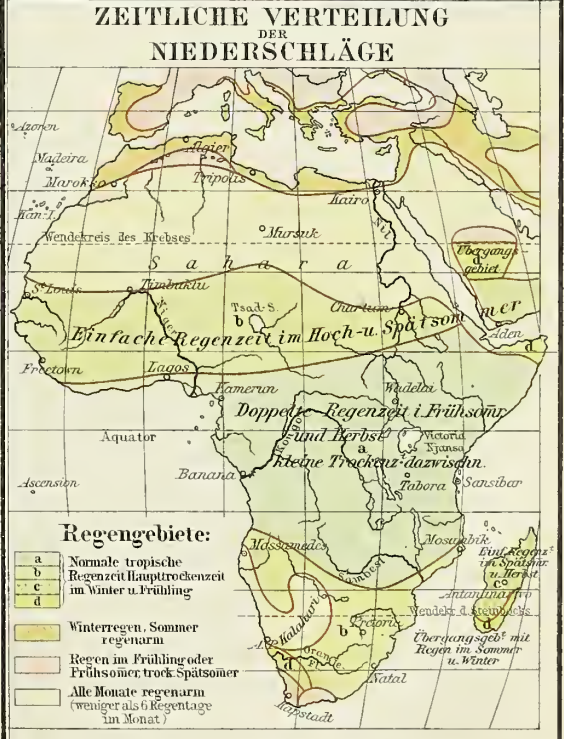 ZEITLICHE VERTEILUNG
DER
NIEDERSCHLÄGE
Azoren
Madeira
Algier
Marokko
Tripolis
Kairo
Kan-I.
Nil
Wendekreis des Krebses
Mursuk
Übergangs-
d
gebiet
Sahara
St Louis
Timbuktu
Tsad-S.
b
Chartum
Aden
Niger
Einfache Regenzeit im Hoch-u. Spätsommer
d
Freetown
Lagos
Kamerun
Wadelai
Doppelte Regenzeit i. Frühsomr.
und Herbst
kleine Trockenz. dazwischn.
a
Kongo
Victoria
Njansa
Äquator
Banana
Tabora
Sansibar
Ascension
Massamedes
Mosambik
Sambesi
Einf. Regenz.
im Spätsomr.
u. Herbst
c
Antananarivo
Wendekr. d. Steinbocks
d
Kalahari
b
Pretoria
Übergangsgebt. mit
Regen im Sommer
u. Winter
Oranje
Fl.
d
Natal
Kapstadt
Regengebiete:
a
b
c
d
Normale tropische
Regenzeit Haupttrockenzeit
im Winter u. Frühling
Winterregen, Sommer
regenarm
Regen im Frühling oder
Frühsomer, trock. Spätsomer
Alle Monate regenarm
(weniger als 6 Regentage
im Monat)